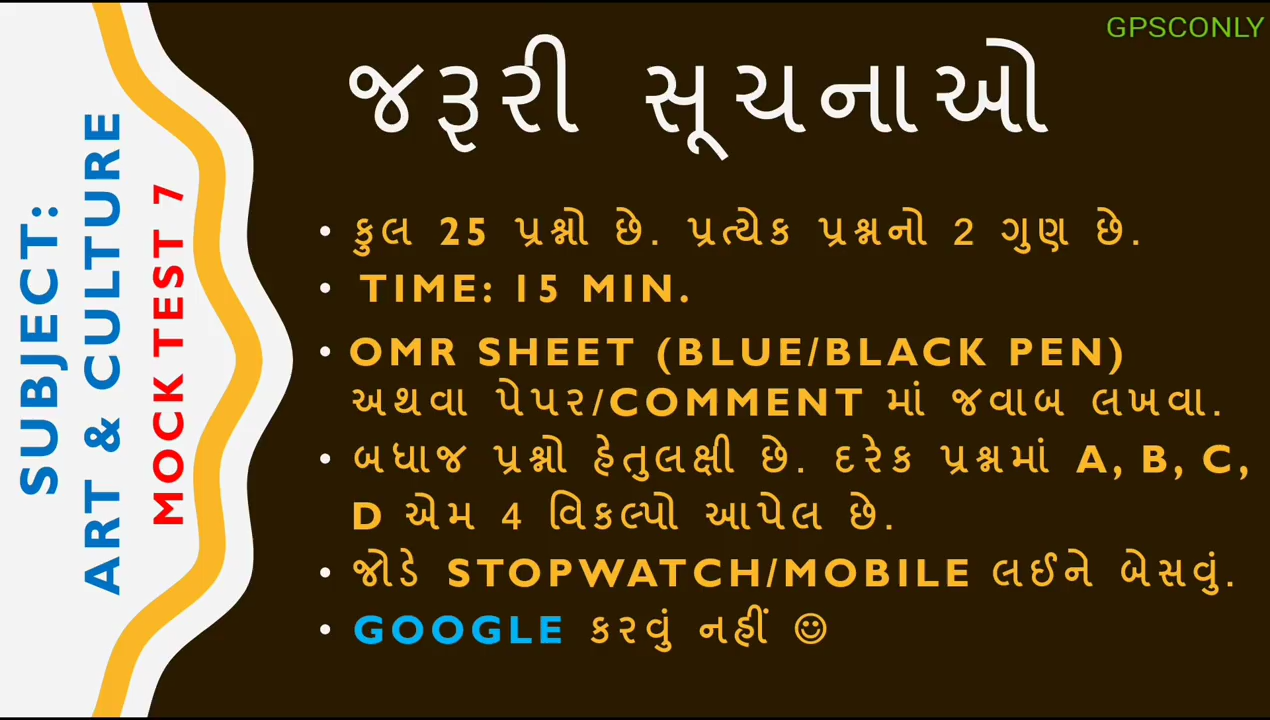 GPSCONLY
SUBJECT:
ART & CULTURE
MOCK TEST 7
જરૂરી સૂચનાઓ
• કુલ 25 પ્રશ્નો છે. પ્રત્યેક પ્રશ્નનો 2 ગુણ છે.
• TIME: 15 MIN.
• OMR SHEET (BLUE/BLACK PEN)
અથવા પેપર/COMMENT માં જવાબ લખવા.
• બધાજ પ્રશ્નો હેતુલક્ષી છે. દરેક પ્રશ્નમાં A, B, C,
D એમ 4 વિકલ્પો આપેલ છે.
• જોડે STOPWATCH/MOBILE લઈને બેસવું.
• GOOGLE કરવું નહીં ☺